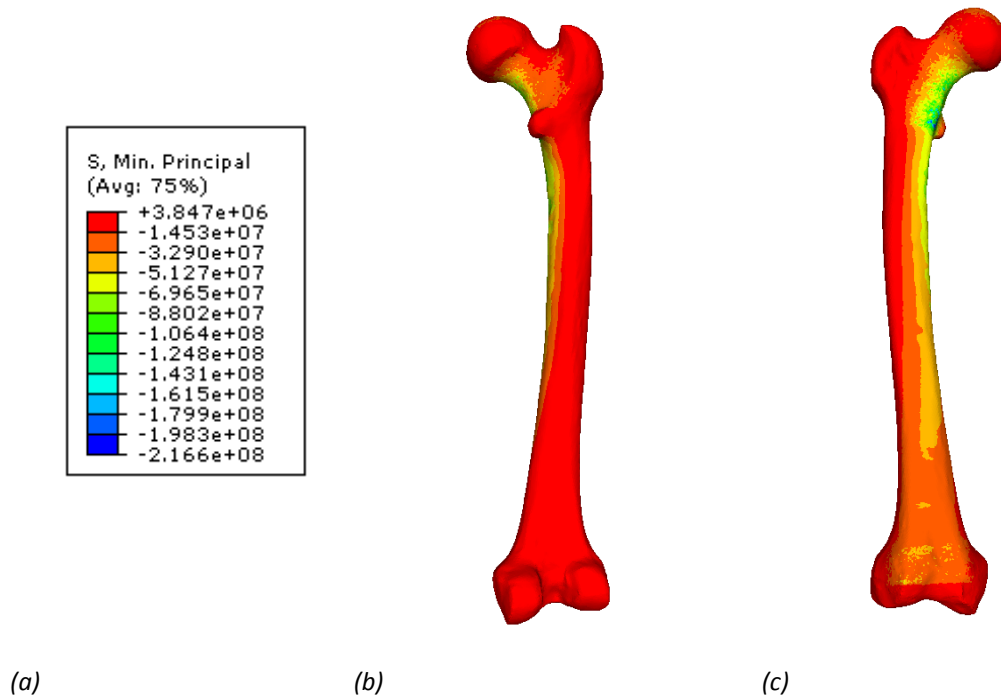 S, Min. Principal
(Avg: 75%)
+3.847e+06
-1.453e+07
-3.290e+07
-5.127e+07
-6.965e+07
-8.802e+07
-1.064e+08
-1.248e+08
-1.431e+08
-1.615e+08
-1.799e+08
-1.983e+08
-2.166e+08
(a) (b) (c)